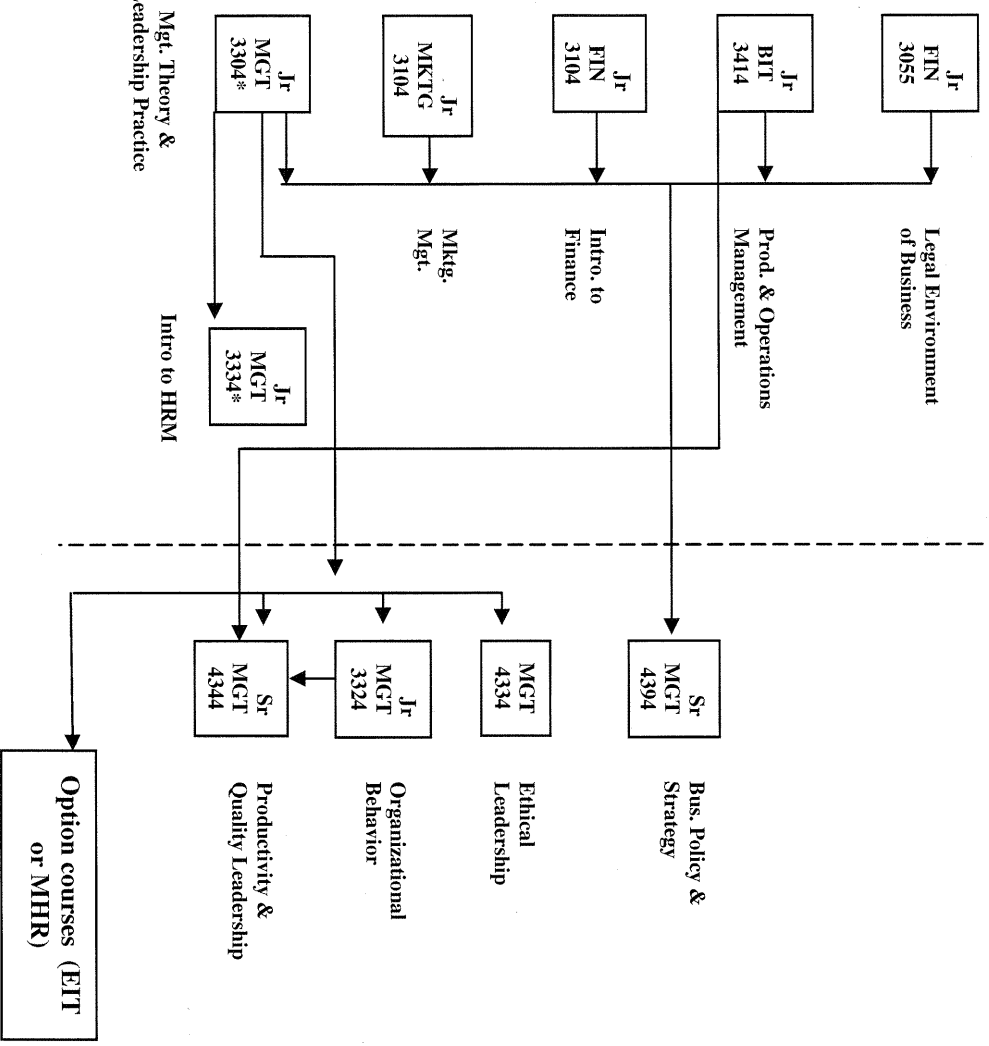 Jr
FIN
3055
Legal Environment
of Business
Jr
BIT
3414
Prod. & Operations
Management
Sr
MGT
4394
Bus. Policy &
Strategy
Jr
FIN
3104
Intro. to
Finance
MGT
4334
Ethical
Leadership
Jr
MKTG
3104
Mktg.
Mgt.
Jr
MGT
3324
Organizational
Behavior
Jr
MGT
3304*
Mgt. Theory &
Leadership Practice
Jr
MGT
3334*
Intro to HRM
Sr
MGT
4344
Productivity &
Quality Leadership
Option courses (EIT
or MHR)